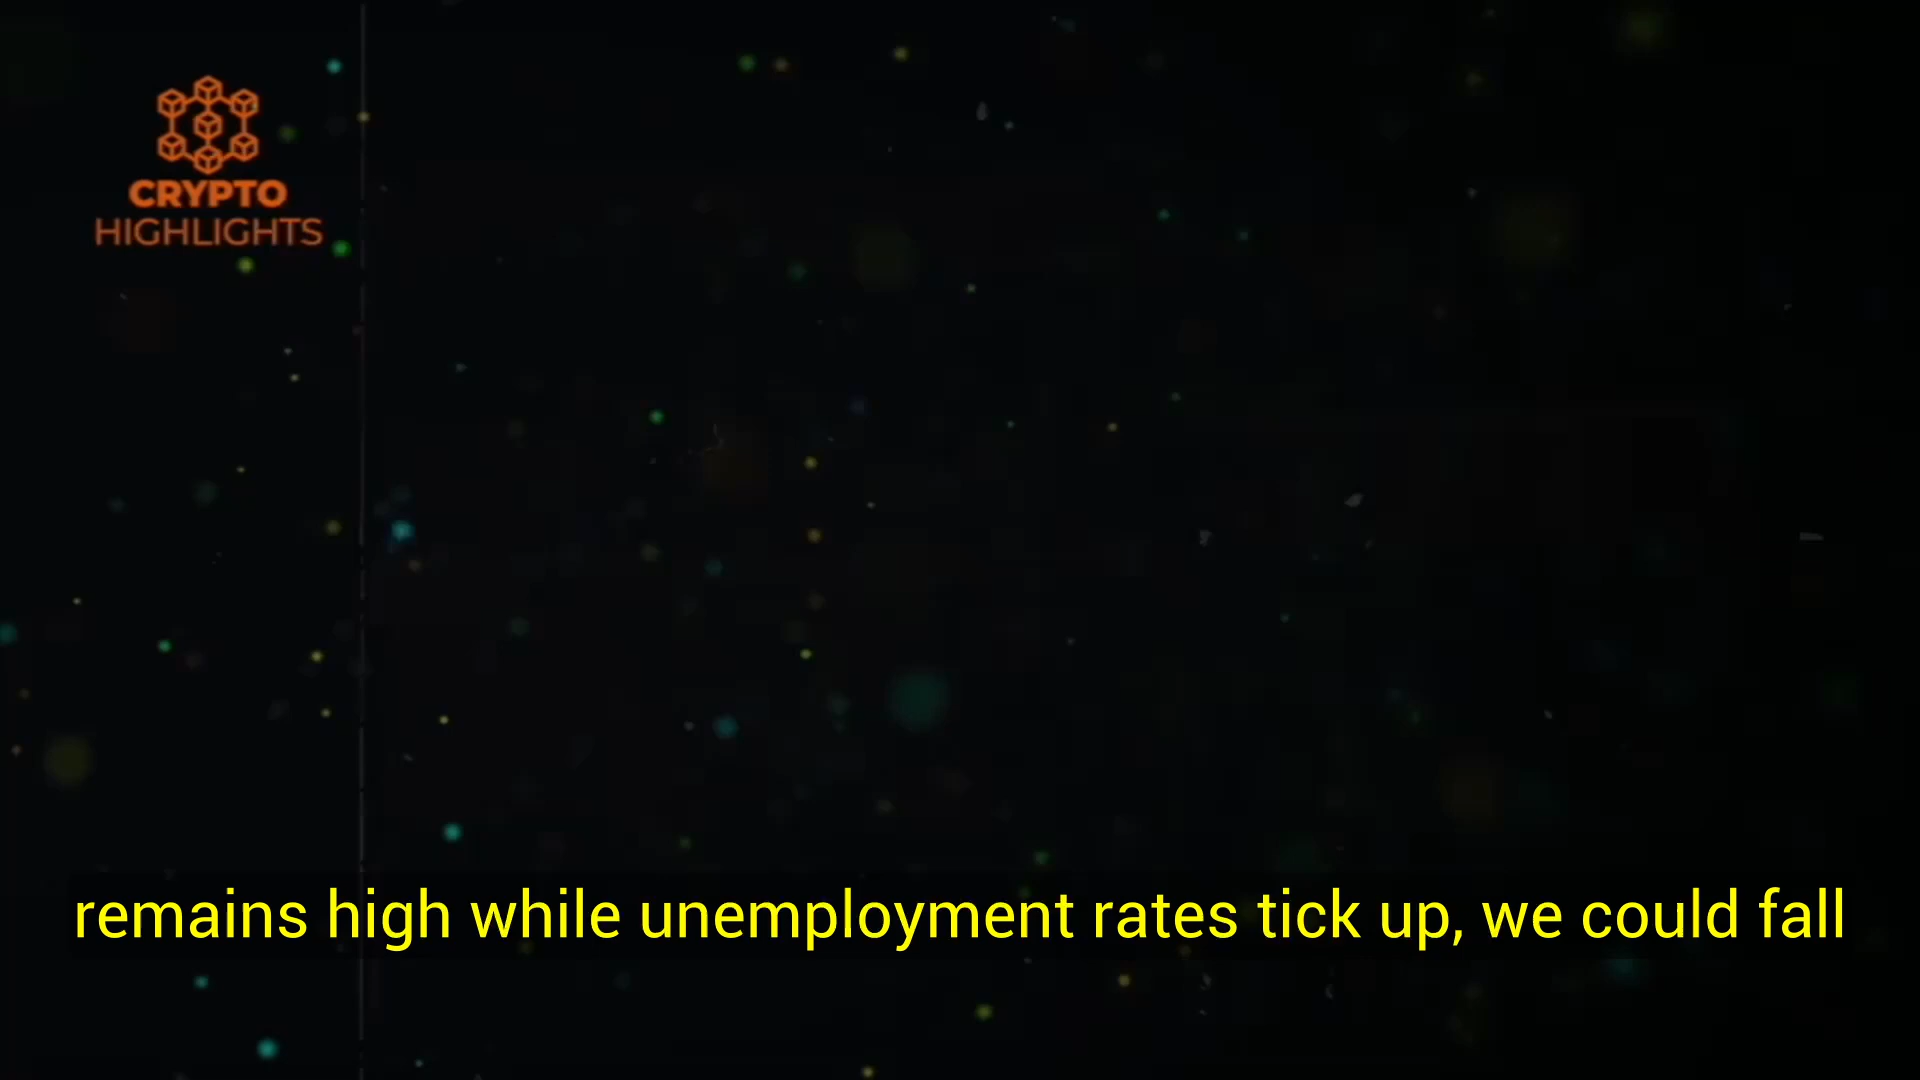 CRYPTO
HIGHLIGHTS
remains high while unemployment rates tick up, we could fall